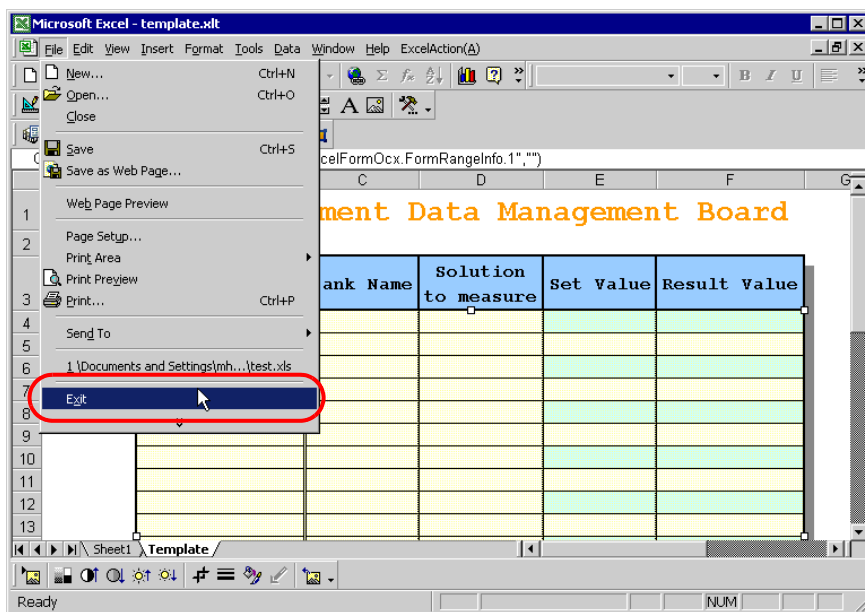 Microsoft Excel - template.xlt
File Edit View Insert Format Tools Data Window Help ExcelAction(A)
New... Ctrl+N
Open... Ctrl+O
Close
Save Ctrl+S
Save as Web Page...
Web Page Preview
Page Setup...
Print Area
Print Preview
Print... Ctrl+P
Send To
1 \Documents and Settings\mh...\test.xls
Exit
B I U
celFormOcx.FormRangeInfo.1","")
C D E F G
1 ment Data Management Board
2
3 ank Name Solution to measure Set Value Result Value
4
5
6
7
8
9
10
11
12
13
Sheet1 Template
Ready NUM